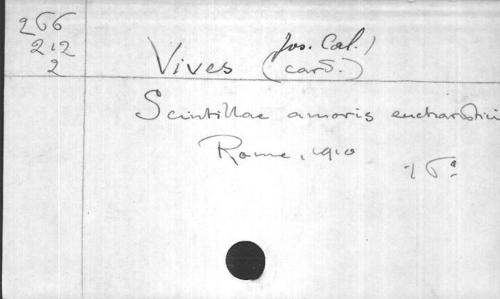 266
212
2
Vives Jos. Cal. /
(card.)
Scintillae amoris eucharistici
Rome, 1910
16°